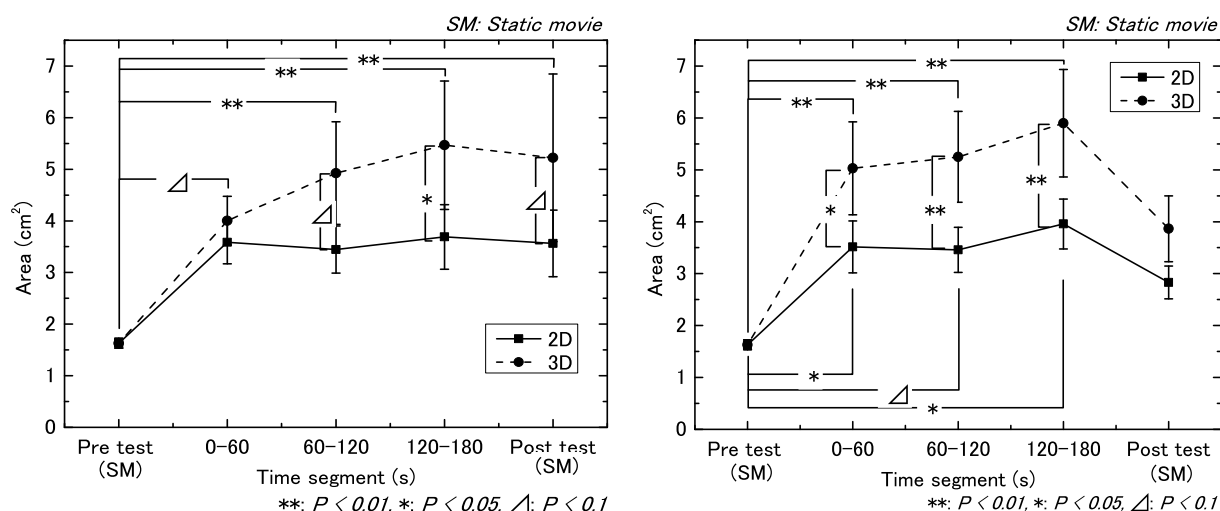 SM: Static movie
7
6
5
4
3
2
1
0
Area (cm²)
**
**
**
△
△
*
△
2D
3D
Pre test (SM)
0-60
60-120
120-180
Post test (SM)
Time segment (s)
**: P < 0.01, *: P < 0.05, △: P < 0.1
SM: Static movie
7
6
5
4
3
2
1
0
Area (cm²)
**
**
**
*
**
**
*
△
*
2D
3D
Pre test (SM)
0-60
60-120
120-180
Post test (SM)
Time segment (s)
**: P < 0.01, *: P < 0.05, △: P < 0.1